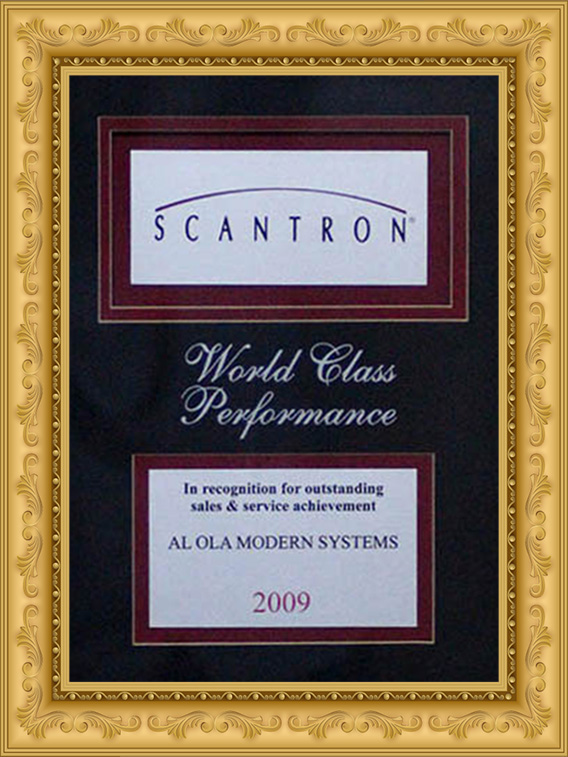 SCANTRON®
World Class
Performance
In recognition for outstanding
sales & service achievement
AL OLA MODERN SYSTEMS
2009